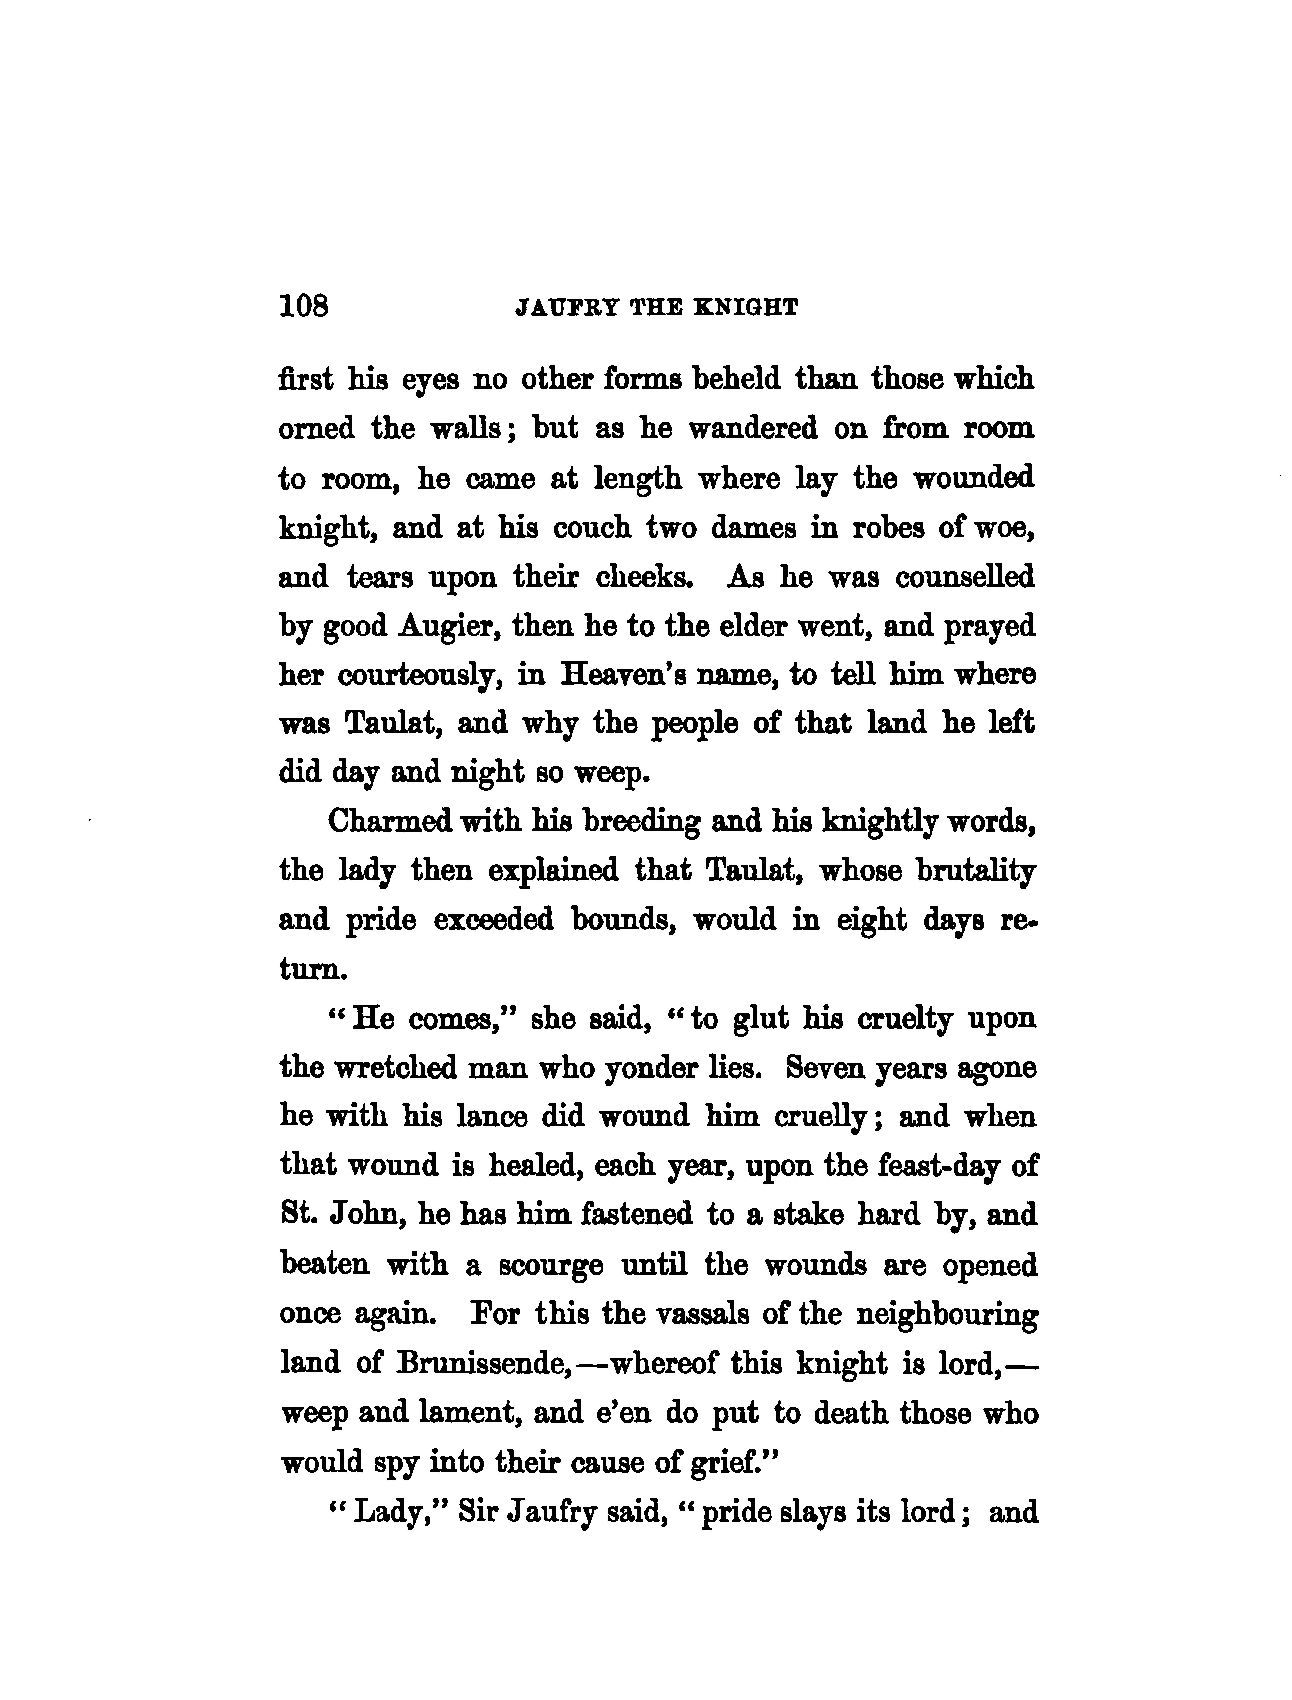 108 JAUFRY THE KNIGHT
first his eyes no other forms beheld than those which
orned the walls; but as he wandered on from room
to room, he came at length where lay the wounded
knight, and at his couch two dames in robes of woe,
and tears upon their cheeks. As he was counselled
by good Augier, then he to the elder went, and prayed
her courteously, in Heaven's name, to tell him where
was Taulat, and why the people of that land he left
did day and night so weep.
Charmed with his breeding and his knightly words,
the lady then explained that Taulat, whose brutality
and pride exceeded bounds, would in eight days re-
turn.
"He comes," she said, "to glut his cruelty upon
the wretched man who yonder lies. Seven years agone
he with his lance did wound him cruelly; and when
that wound is healed, each year, upon the feast-day of
St. John, he has him fastened to a stake hard by, and
beaten with a scourge until the wounds are opened
once again. For this the vassals of the neighbouring
land of Brunissende,—whereof this knight is lord,—
weep and lament, and e'en do put to death those who
would spy into their cause of grief."
"Lady," Sir Jaufry said, "pride slays its lord; and